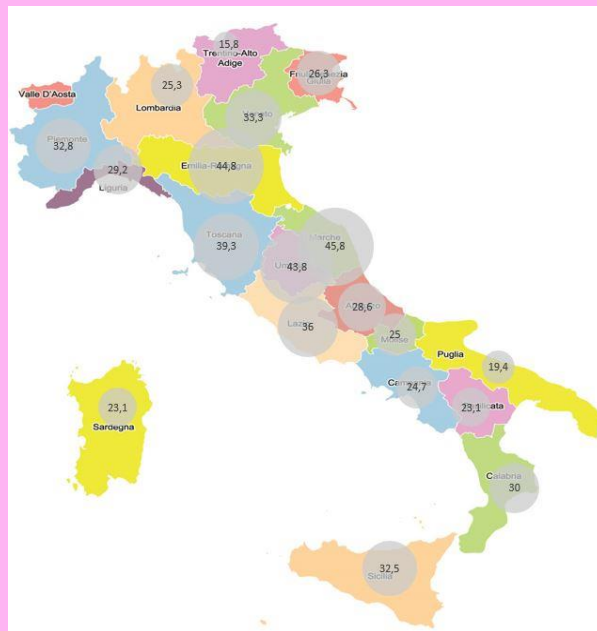 15,8
Trentino-Alto
Adige
26,3
Friuli-Venezia
Giulia
25,3
Lombardia
Valle D'Aosta
Veneto
33,3
Piemonte
32,8
29,2
Liguria
Emilia-Romagna
44,8
Toscana
39,3
Marche
45,8
Umbria
43,8
Abruzzo
28,6
Lazio
36
25
Molise
Puglia
19,4
Campania
24,7
Basilicata
23,1
23,1
Sardegna
Calabria
30
32,5
Sicilia